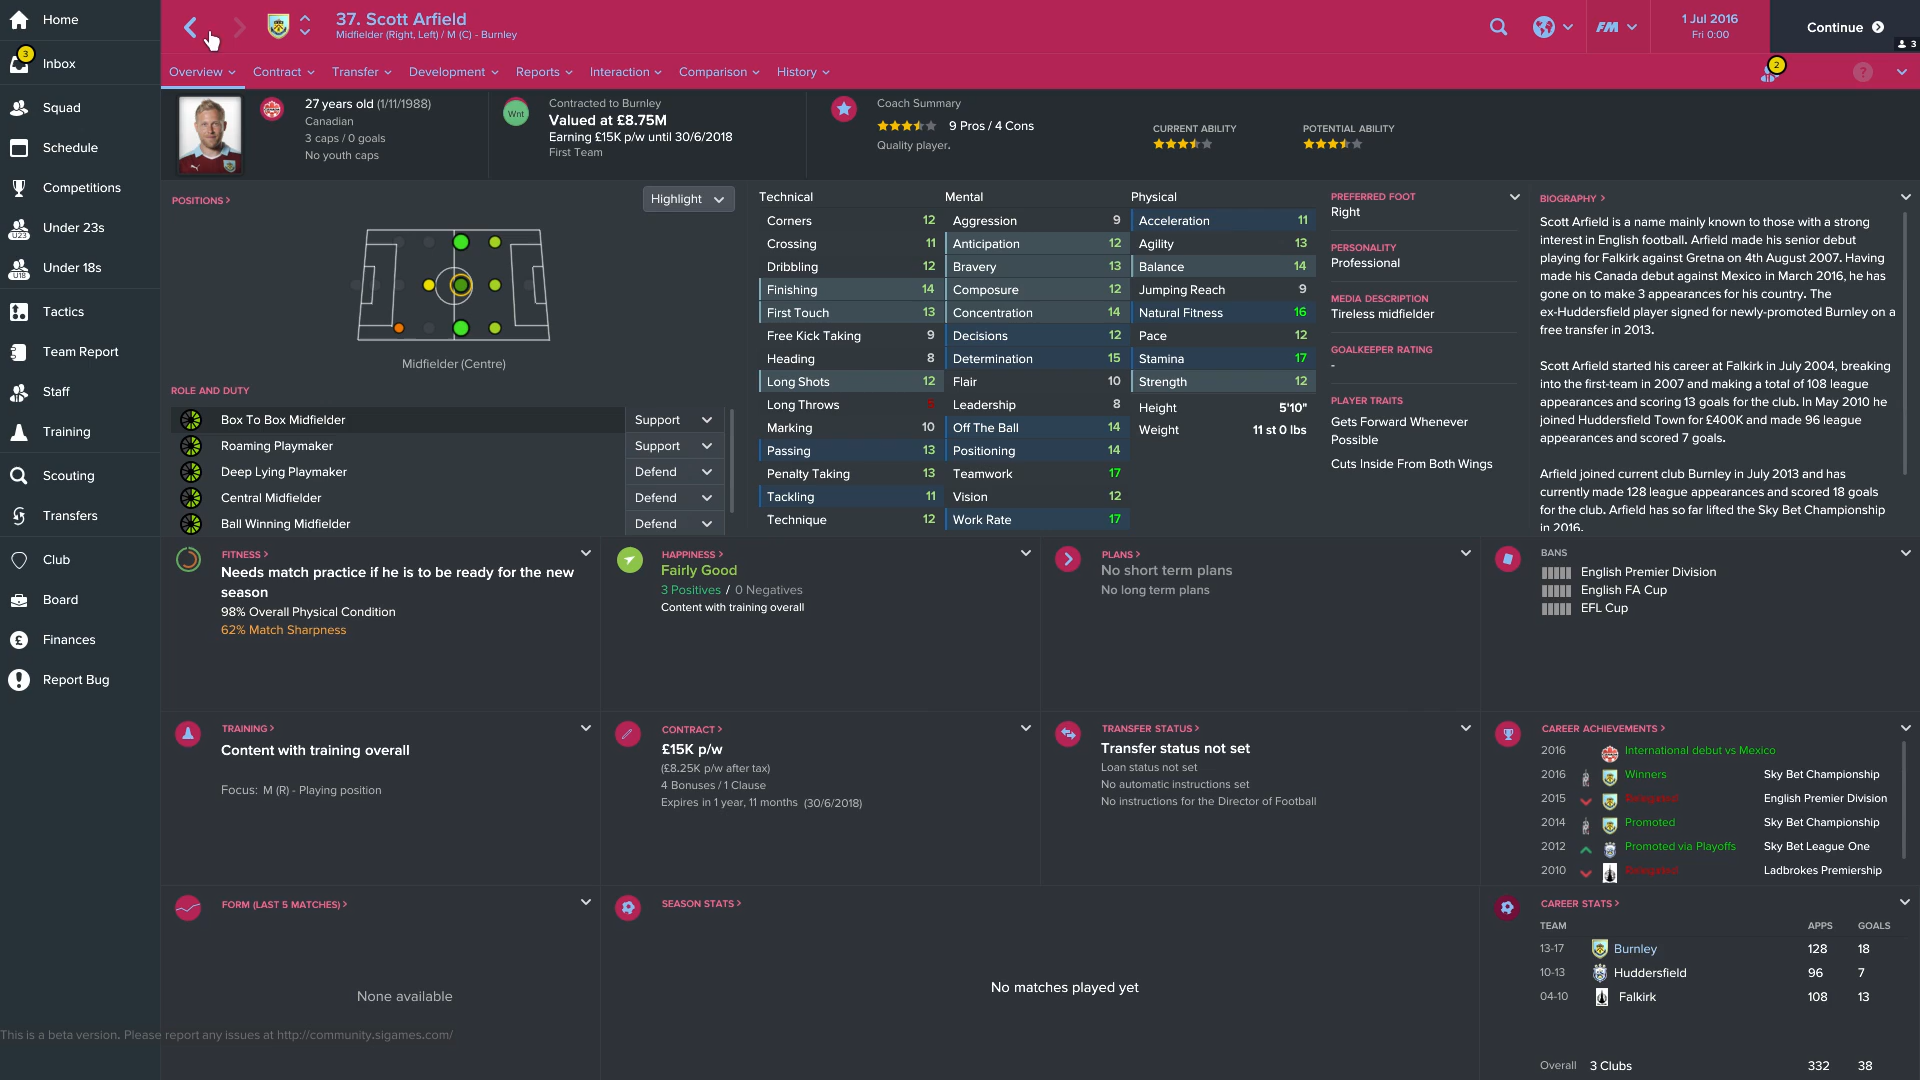 Home
3
Inbox
Squad
Schedule
Competitions
U23
Under 23s
U18
Under 18s
Tactics
Team Report
Staff
Training
Scouting
Transfers
Club
Board
Finances
Report Bug
37. Scott Arfield
Midfielder (Right, Left) / M (C) - Burnley
FM
1 Jul 2016
Fri 0:00
Continue
3
Overview
Contract
Transfer
Development
Reports
Interaction
Comparison
History
2
?
27 years old (1/11/1988)
Canadian
3 caps / 0 goals
No youth caps
Wnt
Contracted to Burnley
Valued at £8.75M
Earning £15K p/w until 30/6/2018
First Team
Coach Summary
9 Pros / 4 Cons
Quality player.
CURRENT ABILITY
POTENTIAL ABILITY
POSITIONS >
Highlight
Midfielder (Centre)
ROLE AND DUTY
Box To Box Midfielder Support
Roaming Playmaker Support
Deep Lying Playmaker Defend
Central Midfielder Defend
Ball Winning Midfielder Defend
Technical
Corners 12
Crossing 11
Dribbling 12
Finishing 14
First Touch 13
Free Kick Taking 9
Heading 8
Long Shots 12
Long Throws
Marking 10
Passing 13
Penalty Taking 13
Tackling 11
Technique 12
Mental
Aggression 9
Anticipation 12
Bravery 13
Composure 12
Concentration 14
Decisions 12
Determination 15
Flair 10
Leadership 8
Off The Ball 14
Positioning 14
Teamwork 17
Vision 12
Work Rate 17
Physical
Acceleration 11
Agility 13
Balance 14
Jumping Reach 9
Natural Fitness 16
Pace 12
Stamina 17
Strength 12
Height 5'10"
Weight 11 st 0 lbs
PREFERRED FOOT
Right
PERSONALITY
Professional
MEDIA DESCRIPTION
Tireless midfielder
GOALKEEPER RATING
-
PLAYER TRAITS
Gets Forward Whenever
Possible
Cuts Inside From Both Wings
BIOGRAPHY >
Scott Arfield is a name mainly known to those with a strong
interest in English football. Arfield made his senior debut
playing for Falkirk against Gretna on 4th August 2007. Having
made his Canada debut against Mexico in March 2016, he has
gone on to make 3 appearances for his country. The
ex-Huddersfield player signed for newly-promoted Burnley on a
free transfer in 2013.
Scott Arfield started his career at Falkirk in July 2004, breaking
into the first-team in 2007 and making a total of 108 league
appearances and scoring 13 goals for the club. In May 2010 he
joined Huddersfield Town for £400K and made 96 league
appearances and scored 7 goals.
Arfield joined current club Burnley in July 2013 and has
currently made 128 league appearances and scored 18 goals
for the club. Arfield has so far lifted the Sky Bet Championship
in 2016.
FITNESS >
Needs match practice if he is to be ready for the new
season
98% Overall Physical Condition
62% Match Sharpness
HAPPINESS >
Fairly Good
3 Positives / 0 Negatives
Content with training overall
PLANS >
No short term plans
No long term plans
BANS
English Premier Division
English FA Cup
EFL Cup
TRAINING >
Content with training overall
Focus: M (R) - Playing position
CONTRACT >
£15K p/w
(£8.25K p/w after tax)
4 Bonuses / 1 Clause
Expires in 1 year, 11 months (30/6/2018)
TRANSFER STATUS >
Transfer status not set
Loan status not set
No automatic instructions set
No instructions for the Director of Football
CAREER ACHIEVEMENTS >
2016 International debut vs Mexico
2016 Winners Sky Bet Championship
2015 Relegated English Premier Division
2014 Promoted Sky Bet Championship
2012 Promoted via Playoffs Sky Bet League One
2010 Relegated Ladbrokes Premiership
FORM (LAST 5 MATCHES) >
None available
SEASON STATS >
No matches played yet
CAREER STATS >
TEAM APPS GOALS
13-17 Burnley 128 18
10-13 Huddersfield 96 7
04-10 Falkirk 108 13
Overall 3 Clubs 332 38
This is a beta version. Please report any issues at http://community.sigames.com/